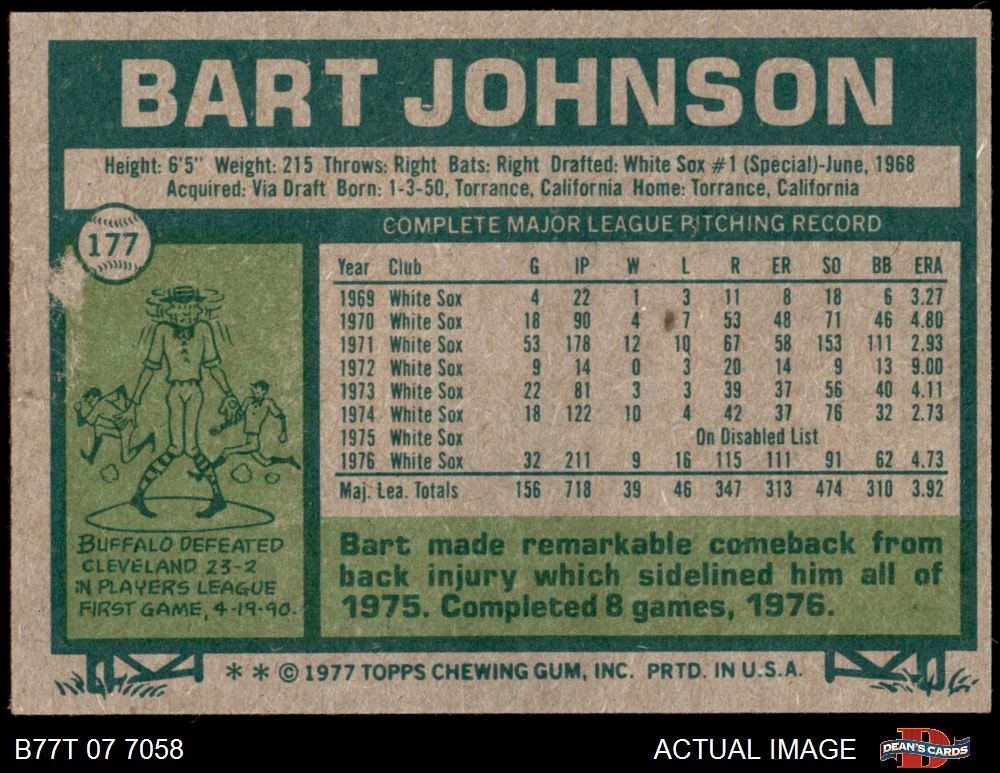 BART JOHNSON
Height: 6'5" Weight: 215 Throws: Right Bats: Right Drafted: White Sox #1 (Special)-June, 1968
Acquired: Via Draft Born: 1-3-50, Torrance, California Home: Torrance, California
177
COMPLETE MAJOR LEAGUE PITCHING RECORD
Year Club G IP W L R ER SO BB ERA
1969 White Sox 4 22 1 3 11 8 18 6 3.27
1970 White Sox 18 90 4 7 53 48 71 46 4.80
1971 White Sox 53 178 12 10 67 58 153 111 2.93
1972 White Sox 9 14 0 3 20 14 9 13 9.00
1973 White Sox 22 81 3 3 39 37 56 40 4.11
1974 White Sox 18 122 10 4 42 37 76 32 2.73
1975 White Sox On Disabled List
1976 White Sox 32 211 9 16 115 111 91 62 4.73
Maj. Lea. Totals 156 718 39 46 347 313 474 310 3.92
BUFFALO DEFEATED
CLEVELAND 23-2
IN PLAYERS LEAGUE
FIRST GAME, 4-19-90.
Bart made remarkable comeback from
back injury which sidelined him all of
1975. Completed 8 games, 1976.
* * © 1977 TOPPS CHEWING GUM, INC. PRTD. IN U.S.A.
B77T 07 7058
ACTUAL IMAGE
DEAN'S CARDS